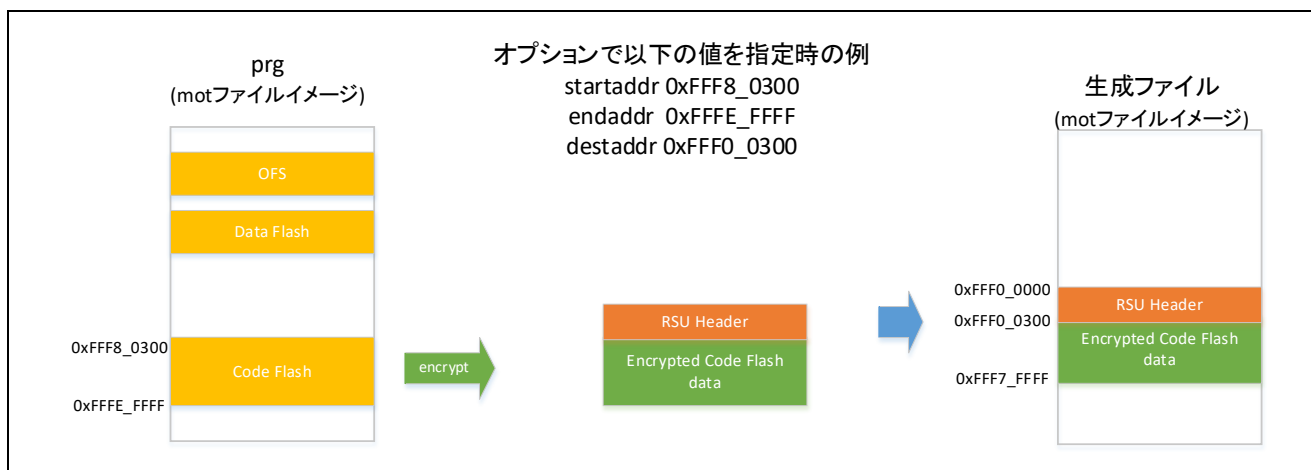 prg
(motファイルイメージ)
OFS
Data Flash
0xFFF8_0300
Code Flash
0xFFFE_FFFF
encrypt
オプションで以下の値を指定時の例
startaddr 0xFFF8_0300
endaddr 0xFFFE_FFFF
destaddr 0xFFF0_0300
RSU Header
Encrypted Code Flash
data
生成ファイル
(motファイルイメージ)
0xFFF0_0000
RSU Header
0xFFF0_0300
Encrypted Code Flash
data
0xFFF7_FFFF